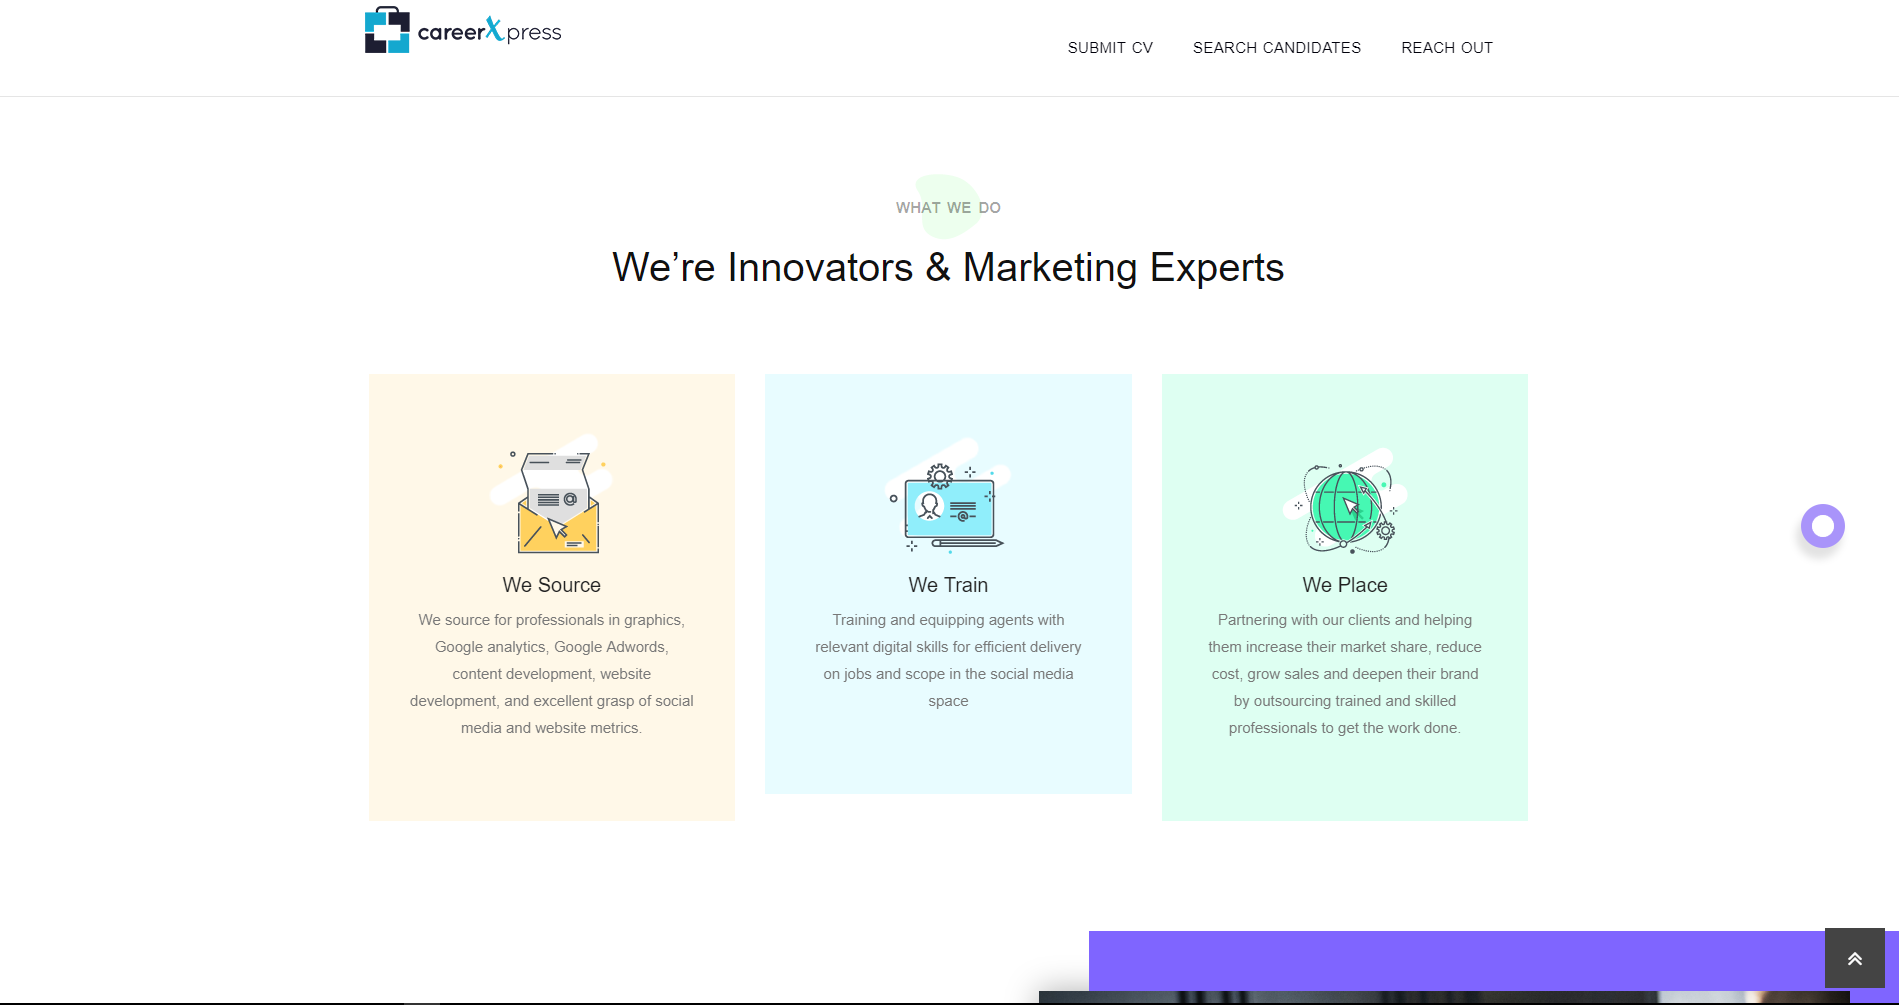 careerXpress
SUBMIT CV
SEARCH CANDIDATES
REACH OUT
WHAT WE DO
We’re Innovators & Marketing Experts
We Source
We source for professionals in graphics,
Google analytics, Google Adwords,
content development, website
development, and excellent grasp of social
media and website metrics.
We Train
Training and equipping agents with
relevant digital skills for efficient delivery
on jobs and scope in the social media
space
We Place
Partnering with our clients and helping
them increase their market share, reduce
cost, grow sales and deepen their brand
by outsourcing trained and skilled
professionals to get the work done.